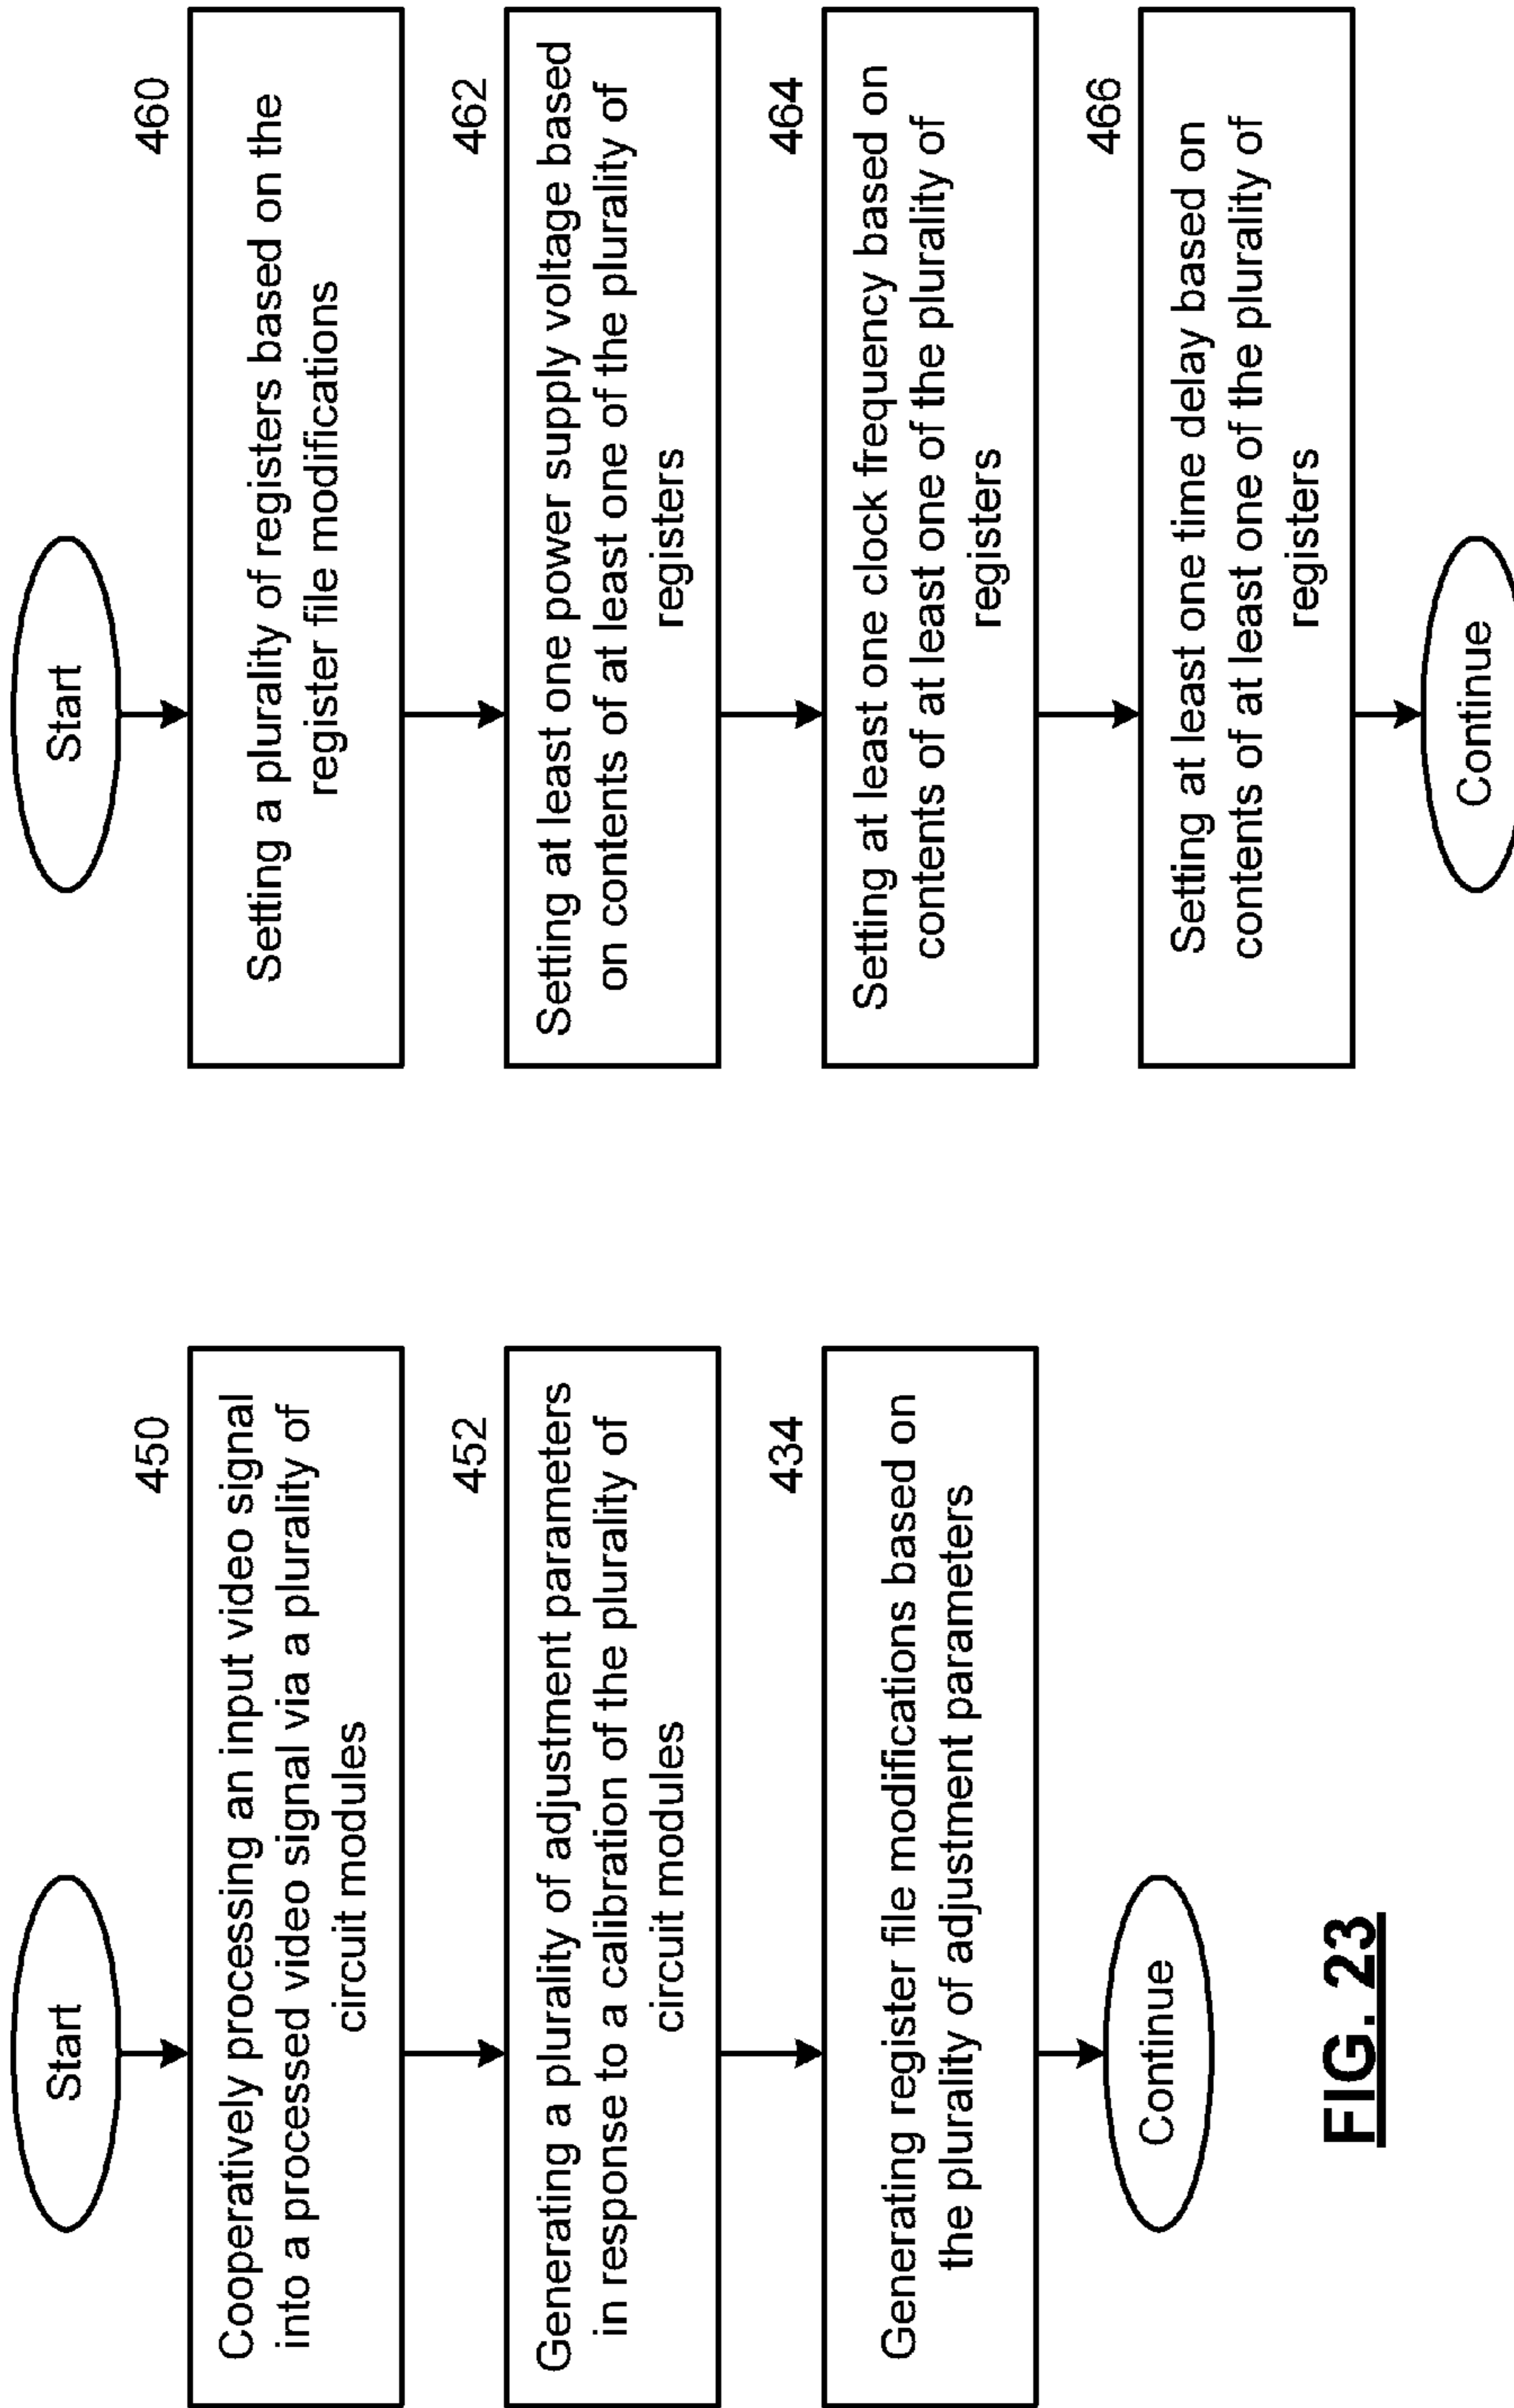 Start
450
Cooperatively processing an input video signal
into a processed video signal via a plurality of
circuit modules
452
Generating a plurality of adjustment parameters
in response to a calibration of the plurality of
circuit modules
434
Generating register file modifications based on
the plurality of adjustment parameters
Continue
FIG. 23
Start
460
Setting a plurality of registers based on the
register file modifications
462
Setting at least one power supply voltage based
on contents of at least one of the plurality of
registers
464
Setting at least one clock frequency based on
contents of at least one of the plurality of
registers
466
Setting at least one time delay based on
contents of at least one of the plurality of
registers
Continue